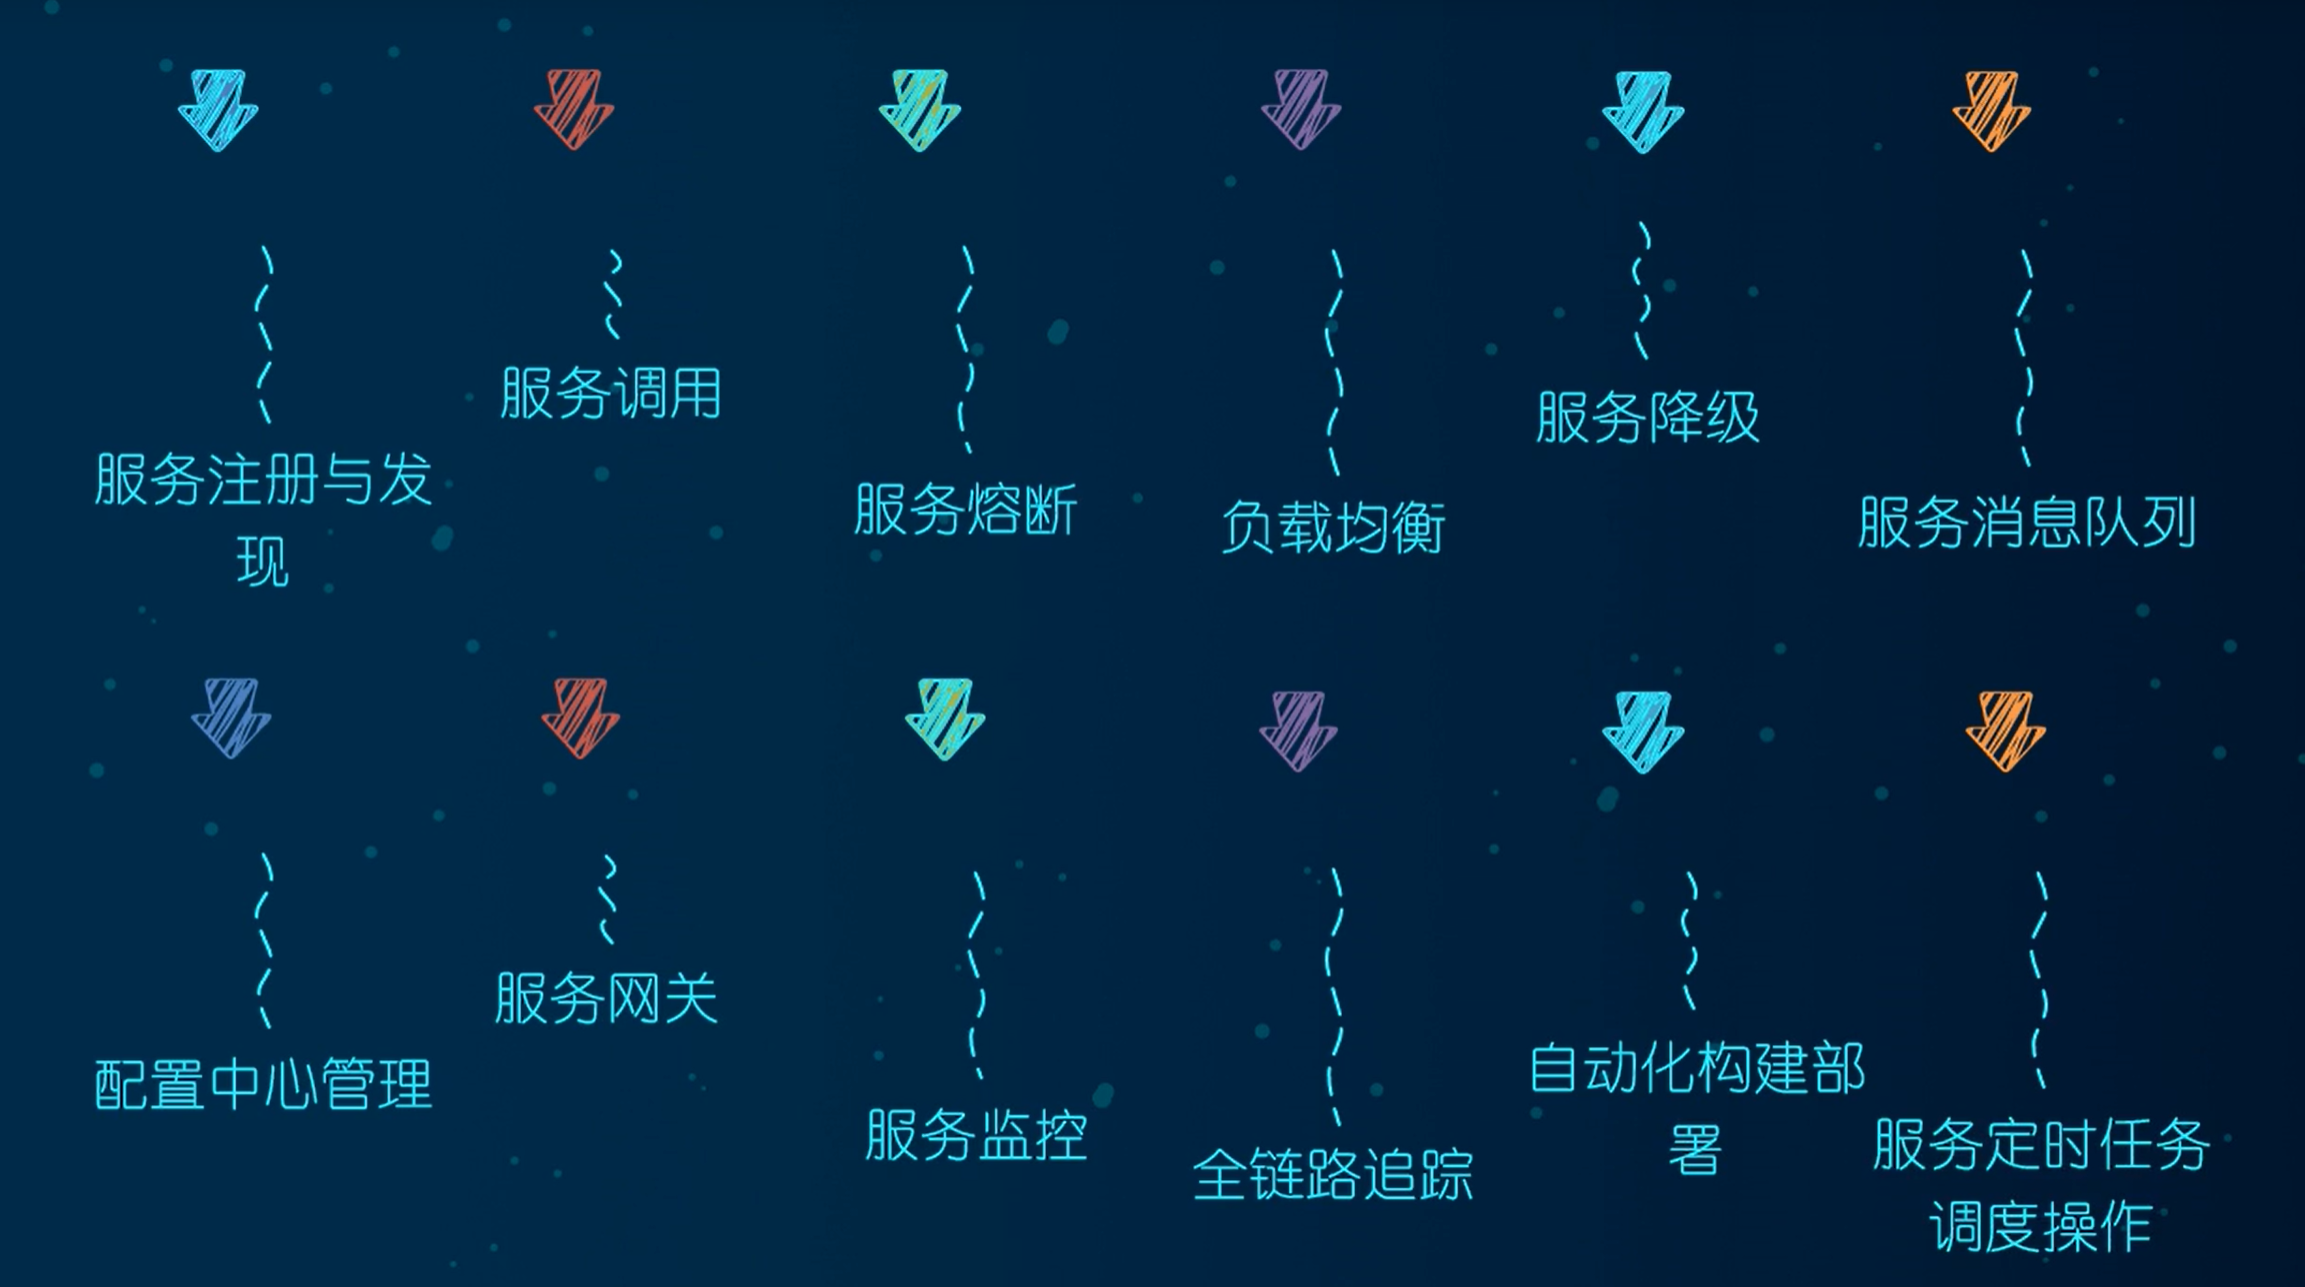 服务注册与发
现
服务调用
服务熔断
负载均衡
服务降级
服务消息队列
配置中心管理
服务网关
服务监控
全链路追踪
自动化构建部
署
服务定时任务
调度操作